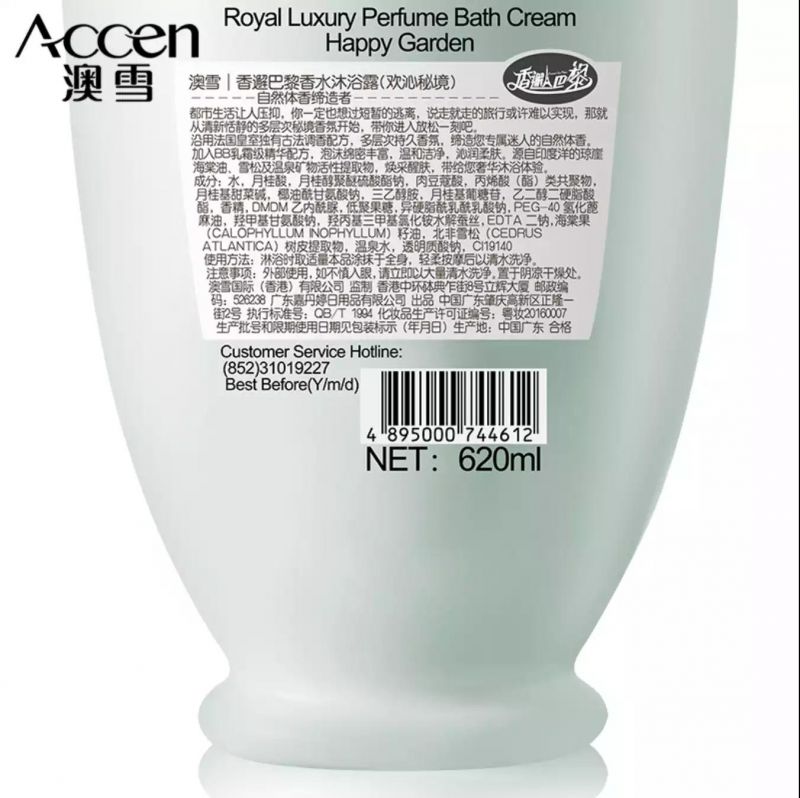 Accen
澳雪
Royal Luxury Perfume Bath Cream
Happy Garden
澳雪｜香邂巴黎香水沐浴露(欢沁秘境)
香邂巴黎
自然体香缔造者
都市生活让人压抑，你一定也想过短暂的逃离，说走就走的旅行或许难以实现，那就
从清新恬静的多层次秘境香氛开始，带你进入放松一刻吧。
沿用法国皇室独有古法调香配方，多层次持久香氛，缔造您专属迷人的自然体香。
加入BB乳霜级精华配方，泡沫绵密丰富，温和洁净，沁润柔肤。源自印度洋的琼崖
海棠油、雪松及温泉矿物活性提取物，焕采醒肤，带给您奢华沐浴体验。
成分：水，月桂酸，月桂醇聚醚硫酸酯钠，肉豆蔻酸，丙烯酸（酯）类共聚物，
月桂基甜菜碱，椰油酰甘氨酸钠，三乙醇胺，月桂基葡糖苷，乙二醇二硬脂酸
酯，香精，DMDM 乙内酰脲，低聚果糖，异硬脂酰乳酰乳酸钠，PEG-40 氢化蓖
麻油，羟甲基甘氨酸钠，羟丙基三甲基氯化铵水解蚕丝，EDTA 二钠，海棠果
（CALOPHYLLUM INOPHYLLUM）籽油，北非雪松（CEDRUS
ATLANTICA）树皮提取物，温泉水，透明质酸钠，CI19140
使用方法：淋浴时取适量本品涂抹于全身，轻柔按摩后以清水洗净。
注意事项：外部使用，如不慎入眼，请立即以大量清水洗净。置于阴凉干燥处。
澳雪国际（香港）有限公司 监制 香港中环砵典乍街8号立辉大厦 邮政编
码：526238 广东嘉丹婷日用品有限公司 出品 中国广东肇庆高新区正隆一
街2号 执行标准号：QB/T 1994 化妆品生产许可证编号：粤妆20160007
生产批号和限期使用日期见包装标示（年月日）生产地：中国广东 合格
Customer Service Hotline:
(852)31019227
Best Before(Y/m/d)
4 895000 744612
NET： 620ml